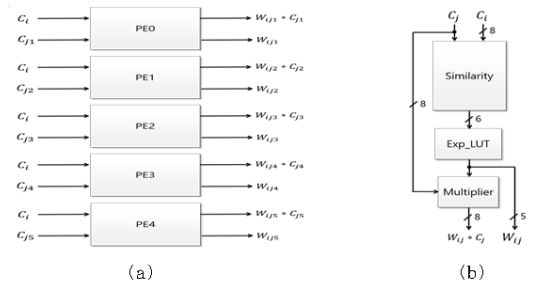 C_i PE0 W_ij1 * C_j1
C_j1 W_ij1
C_i PE1 W_ij2 * C_j2
C_j2 W_ij2
C_i PE2 W_ij3 * C_j3
C_j3 W_ij3
C_i PE3 W_ij4 * C_j4
C_j4 W_ij4
C_i PE4 W_ij5 * C_j5
C_j5 W_ij5
(a)
C_j C_i
8
Similarity
8
6
Exp_LUT
Multiplier
8 5
W_ij * C_j W_ij
(b)